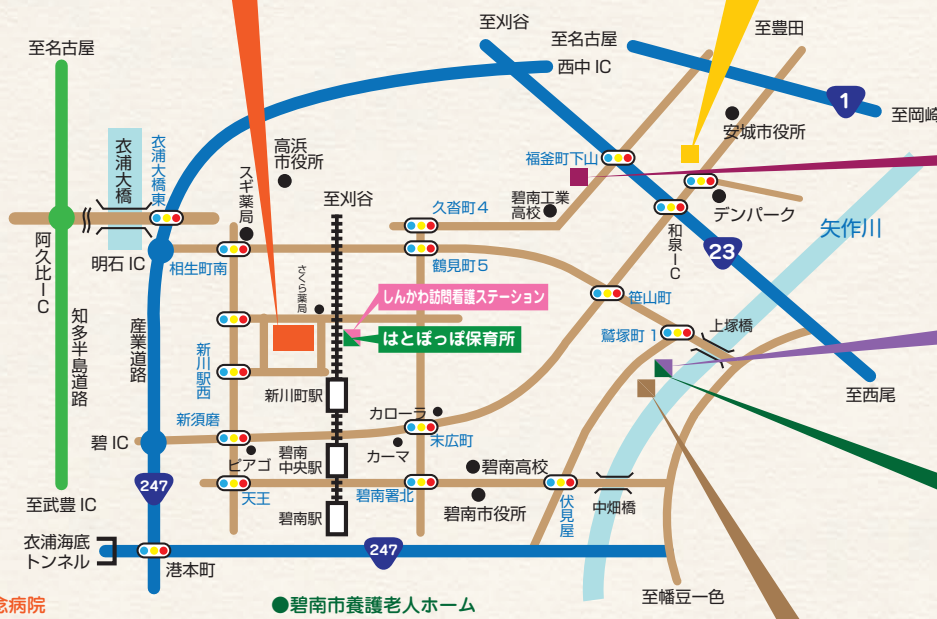 至刈谷
至名古屋
至豊田
至名古屋
西中 IC
1
至岡崎
安城市役所
衣浦大橋
衣浦大橋東
高浜
市役所
スギ薬局
福釜町下山
碧南工業
高校
至刈谷
久沓町4
デンパーク
矢作川
阿久比IC
明石 IC
相生町南
鶴見町5
和泉IC
23
さくら薬局
しんかわ訪問看護ステーション
笹山町
はとぽっぽ保育所
鷲塚町1
上塚橋
知多半島道路
産業道路
新川駅西
新川町駅
至西尾
新須磨
カローラ
碧 IC
ピアゴ
碧南
中央駅
カーマ
末広町
碧南高校
247
天王
碧南署北
至武豊 IC
碧南駅
碧南市役所
伏見屋
中畑橋
衣浦海底
トンネル
247
港本町
至幡豆一色
念病院
●碧南市養護老人ホーム